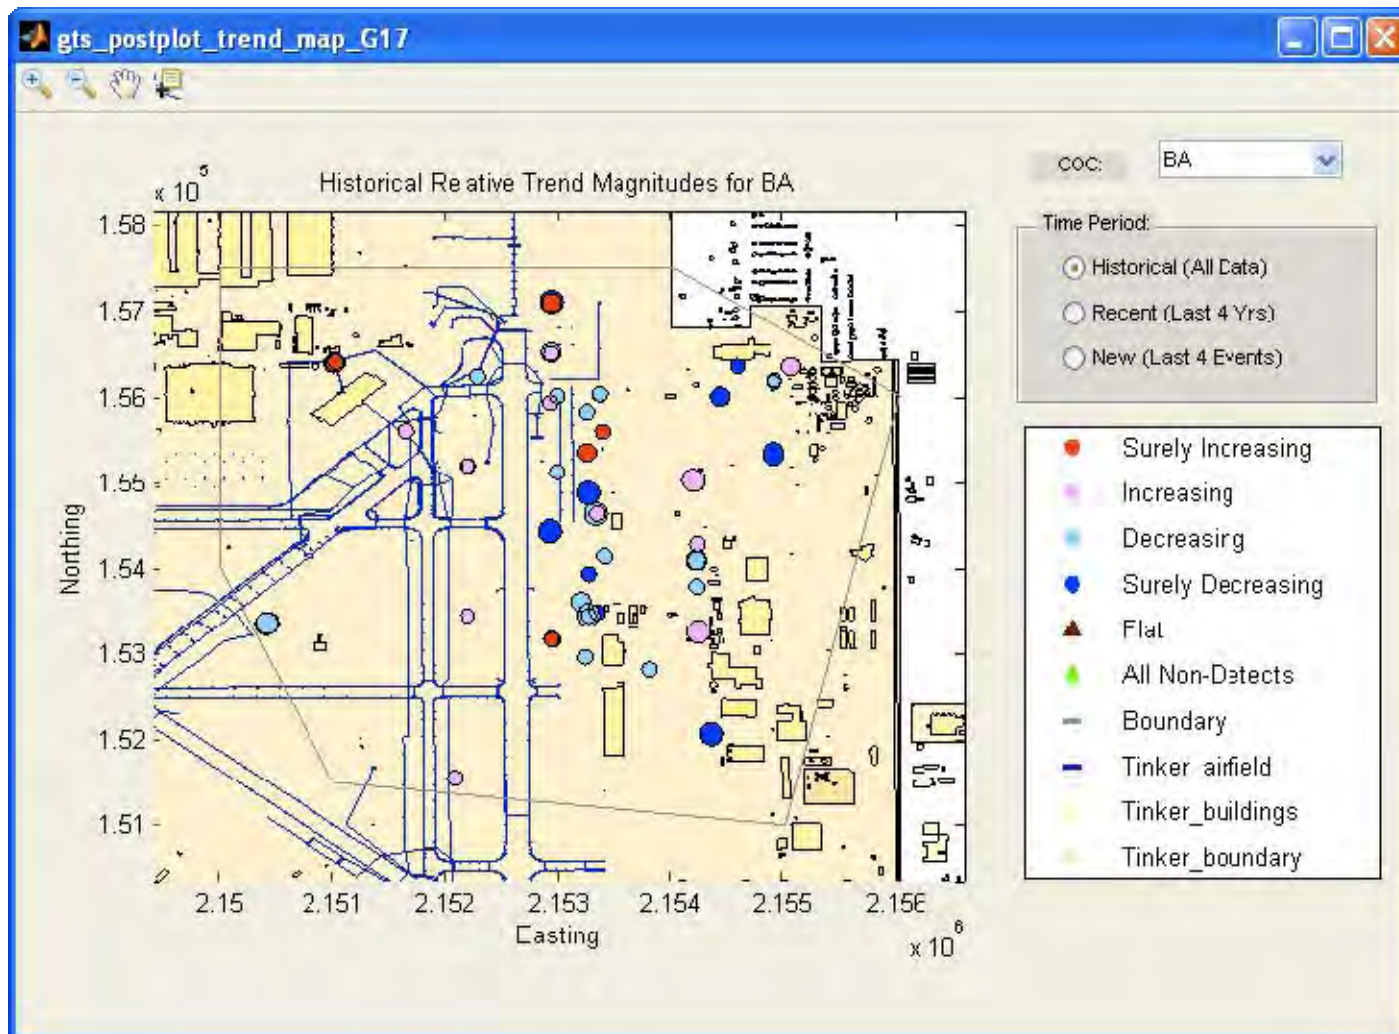 gts_postplot_trend_map_G17
x 10^5
Historical Relative Trend Magnitudes for BA
COC:
BA
Time Period:
Historical (All Data)
Recent (Last 4 Yrs)
New (Last 4 Events)
1.58
1.57
1.56
1.55
1.54
1.53
1.52
1.51
Northing
2.15
2.151
2.152
2.153
2.154
2.155
2.156
Easting
x 10^6
Surely Increasing
Increasing
Decreasing
Surely Decreasing
Flat
All Non-Detects
Boundary
Tinker_airfield
Tinker_buildings
Tinker_boundary